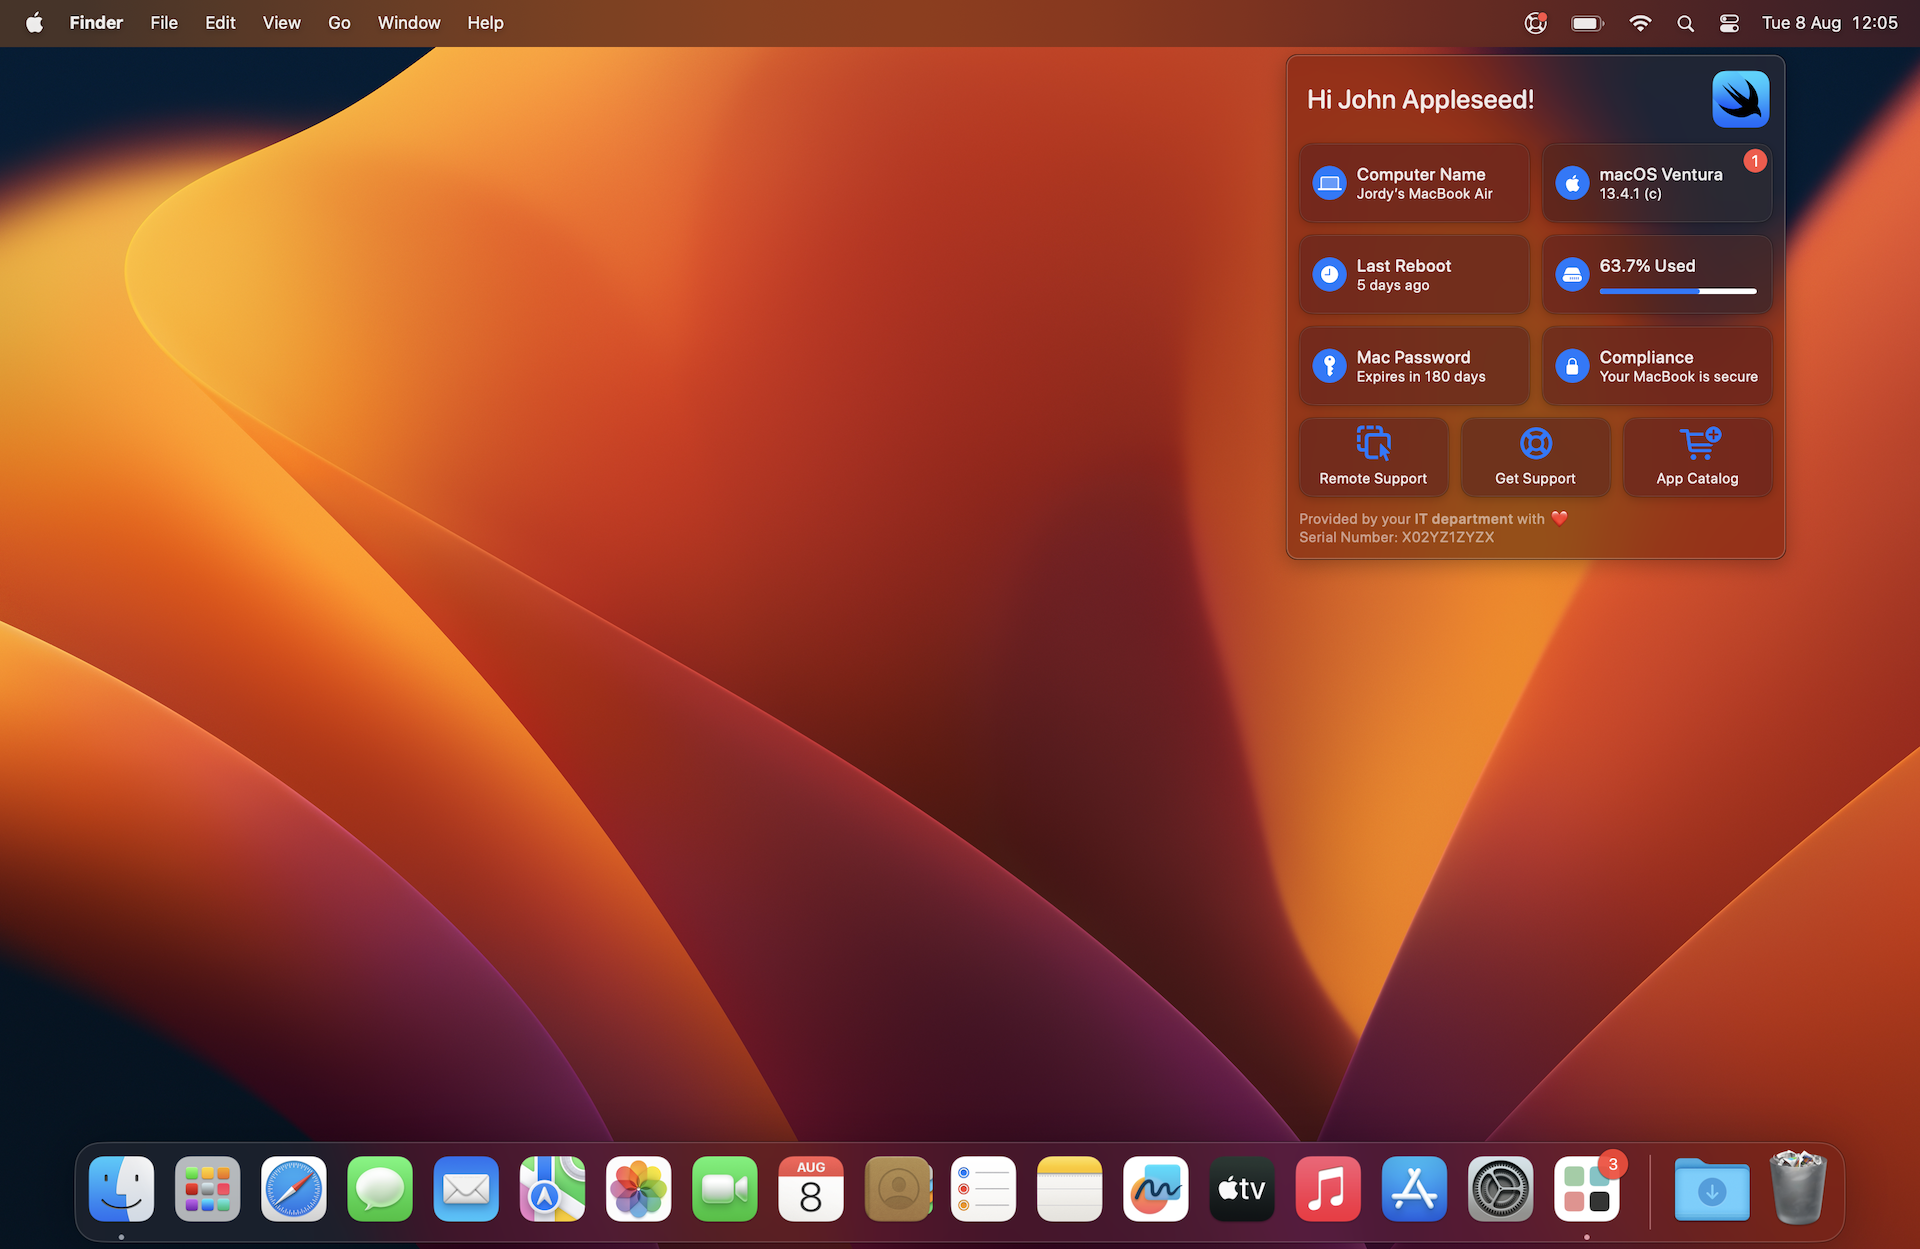 Finder File Edit View Go Window Help Tue 8 Aug 12:05
Hi John Appleseed!
Computer Name
Jordy's MacBook Air
macOS Ventura
13.4.1 (c)
1
Last Reboot
5 days ago
63.7% Used
Mac Password
Expires in 180 days
Compliance
Your MacBook is secure
Remote Support
Get Support
App Catalog
Provided by your IT department with ❤️
Serial Number: X02YZ1ZYZX
AUG
8
tv
3